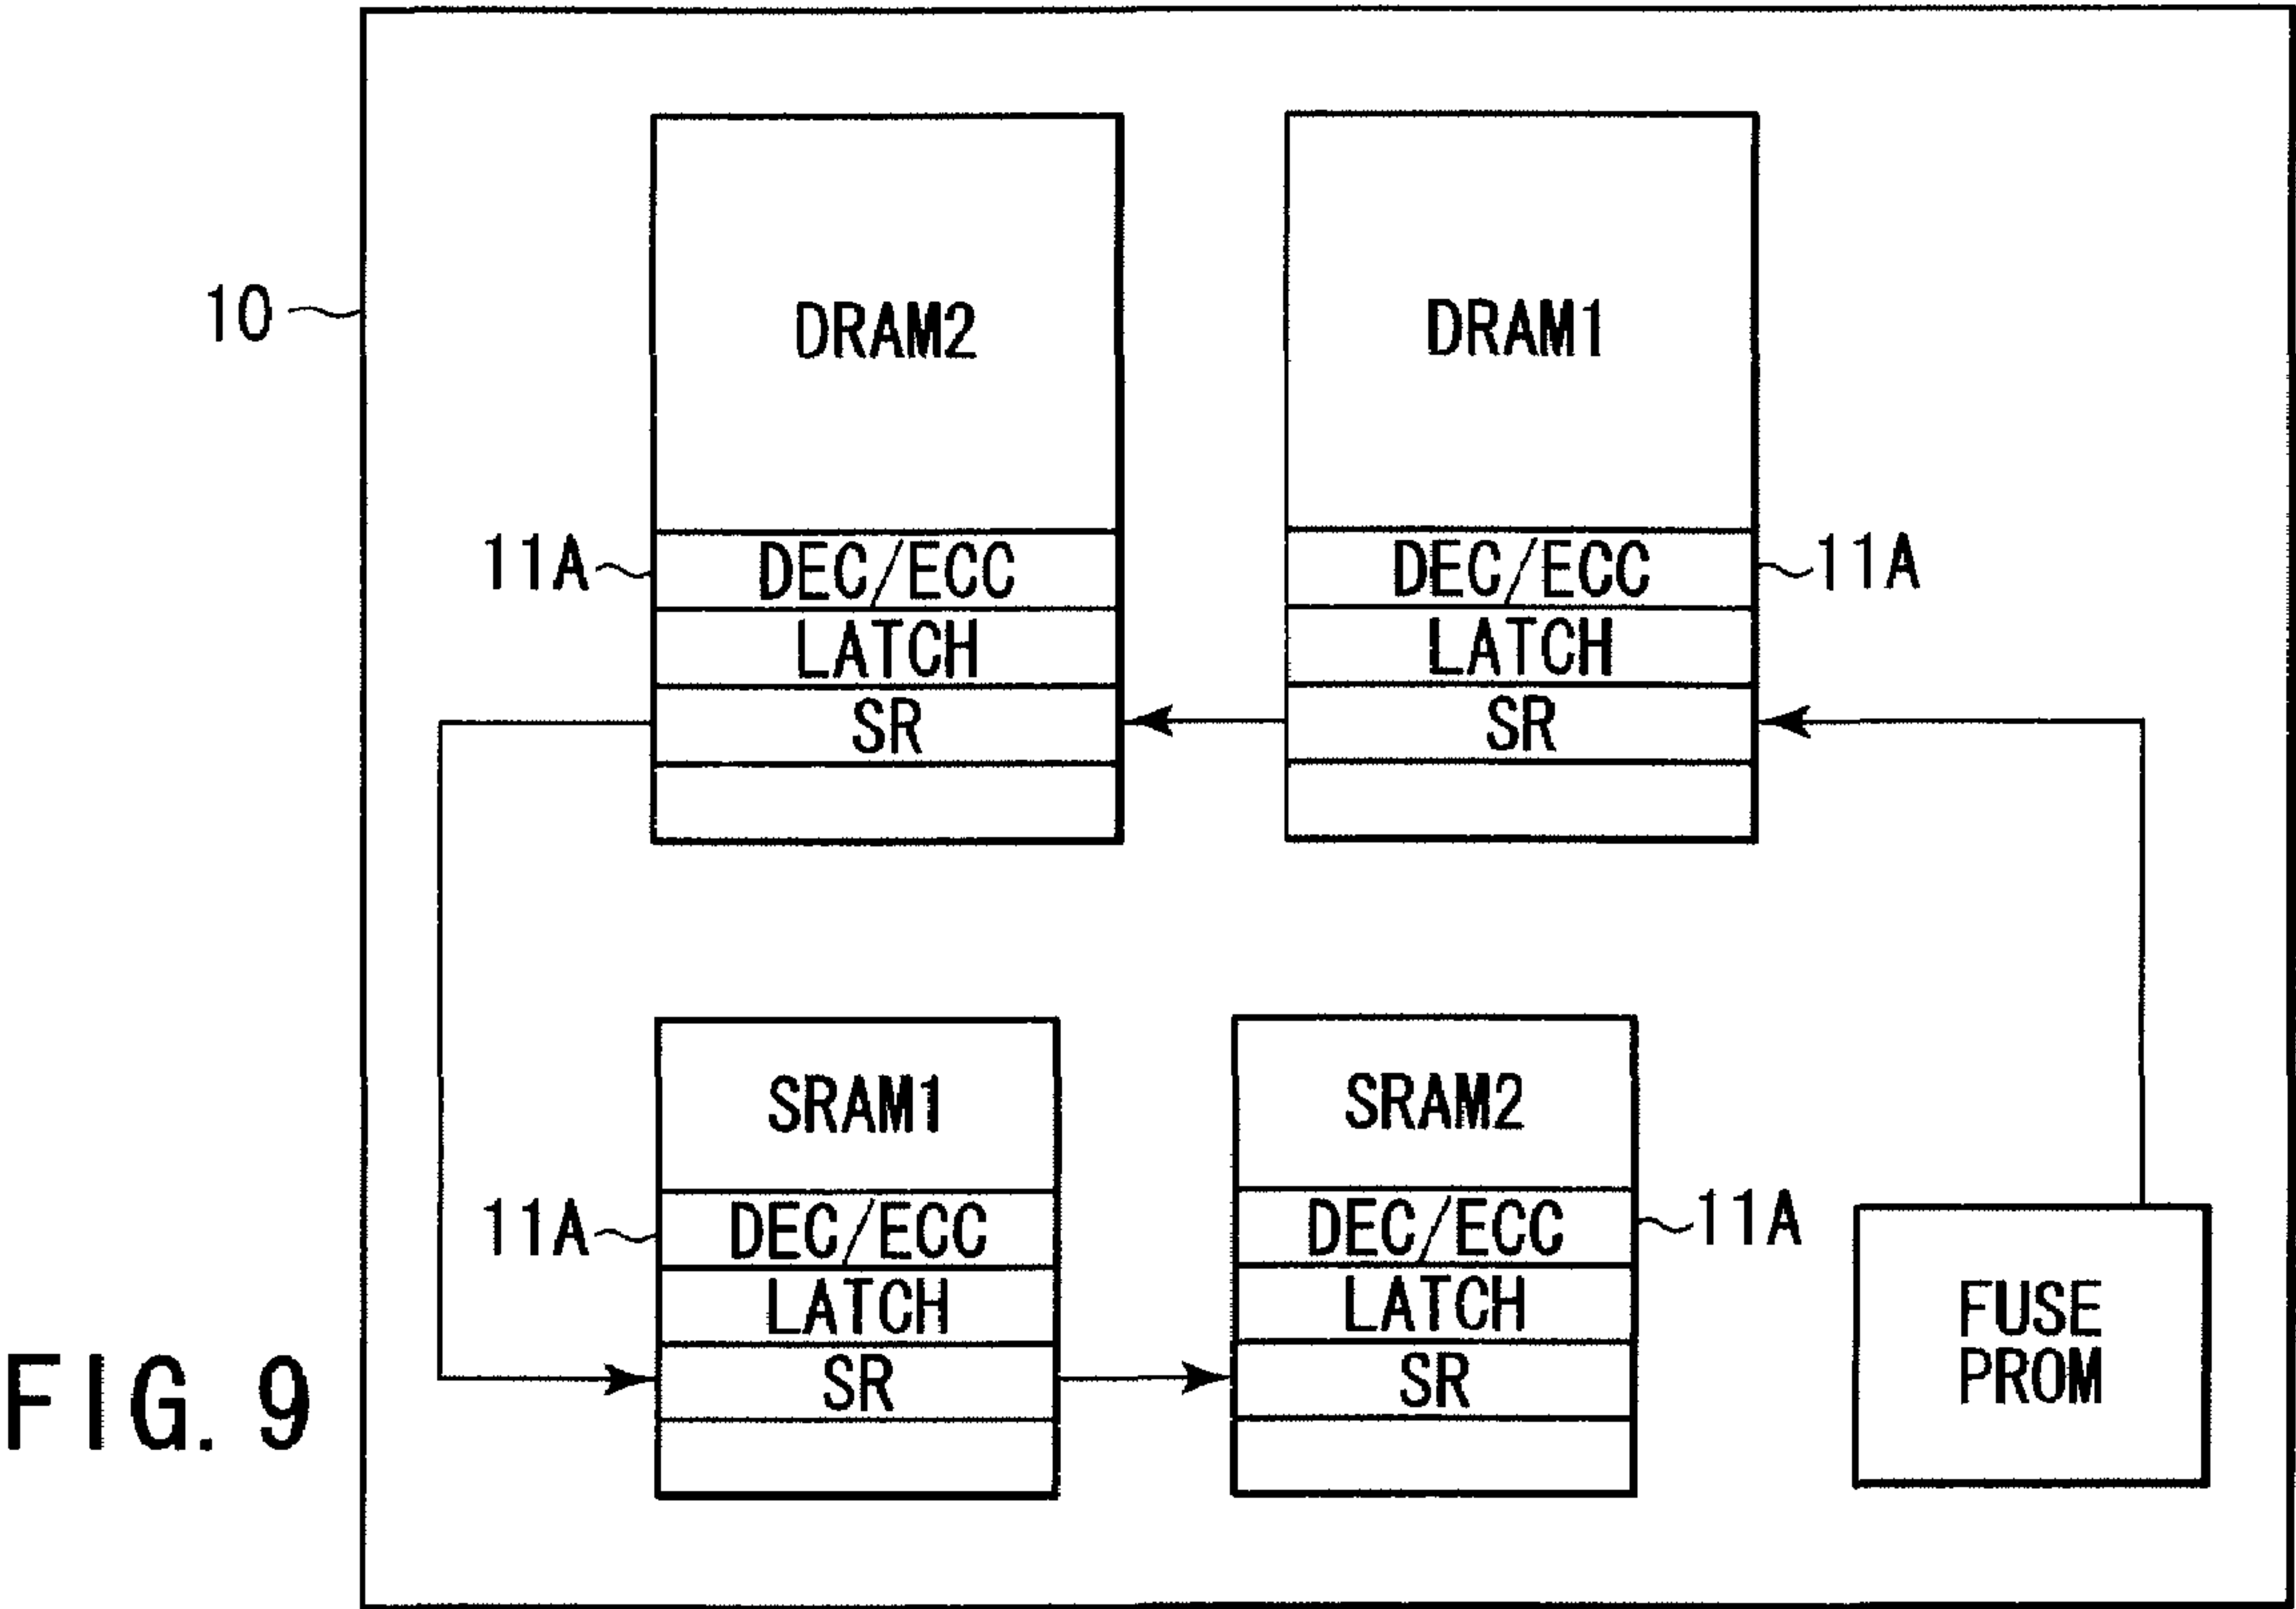 10
DRAM2
DRAM1
11A
DEC/ECC
DEC/ECC
11A
LATCH
LATCH
SR
SR
SRAM1
SRAM2
11A
DEC/ECC
DEC/ECC
11A
LATCH
LATCH
SR
SR
FUSE
PROM
FIG. 9